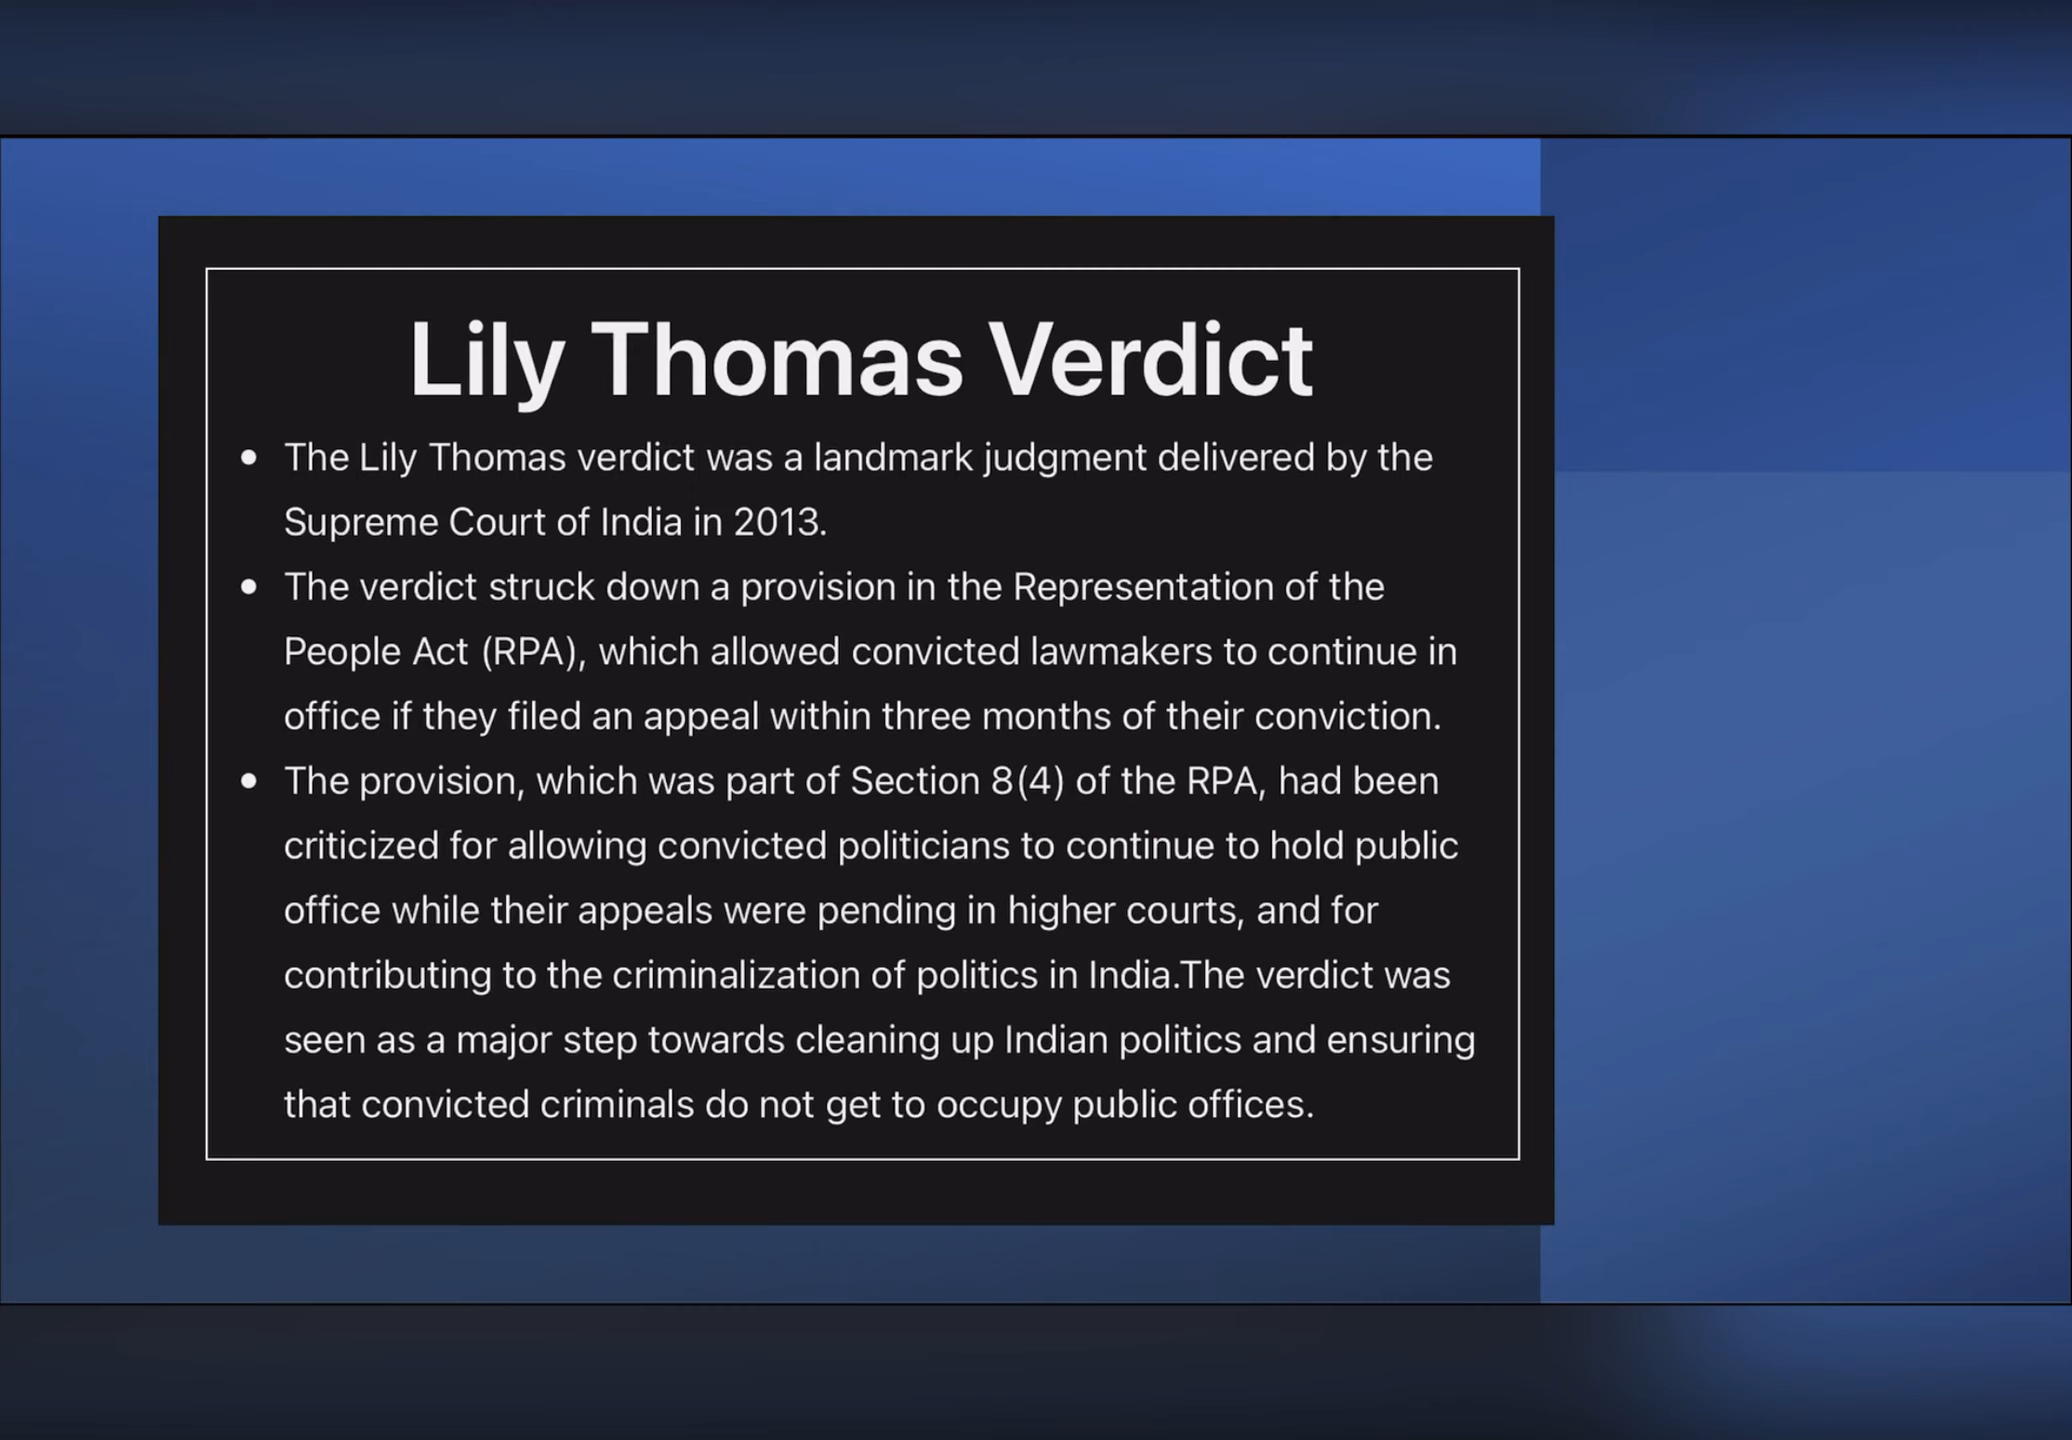 Lily Thomas Verdict
• The Lily Thomas verdict was a landmark judgment delivered by the
Supreme Court of India in 2013.
• The verdict struck down a provision in the Representation of the
People Act (RPA), which allowed convicted lawmakers to continue in
office if they filed an appeal within three months of their conviction.
• The provision, which was part of Section 8(4) of the RPA, had been
criticized for allowing convicted politicians to continue to hold public
office while their appeals were pending in higher courts, and for
contributing to the criminalization of politics in India.The verdict was
seen as a major step towards cleaning up Indian politics and ensuring
that convicted criminals do not get to occupy public offices.